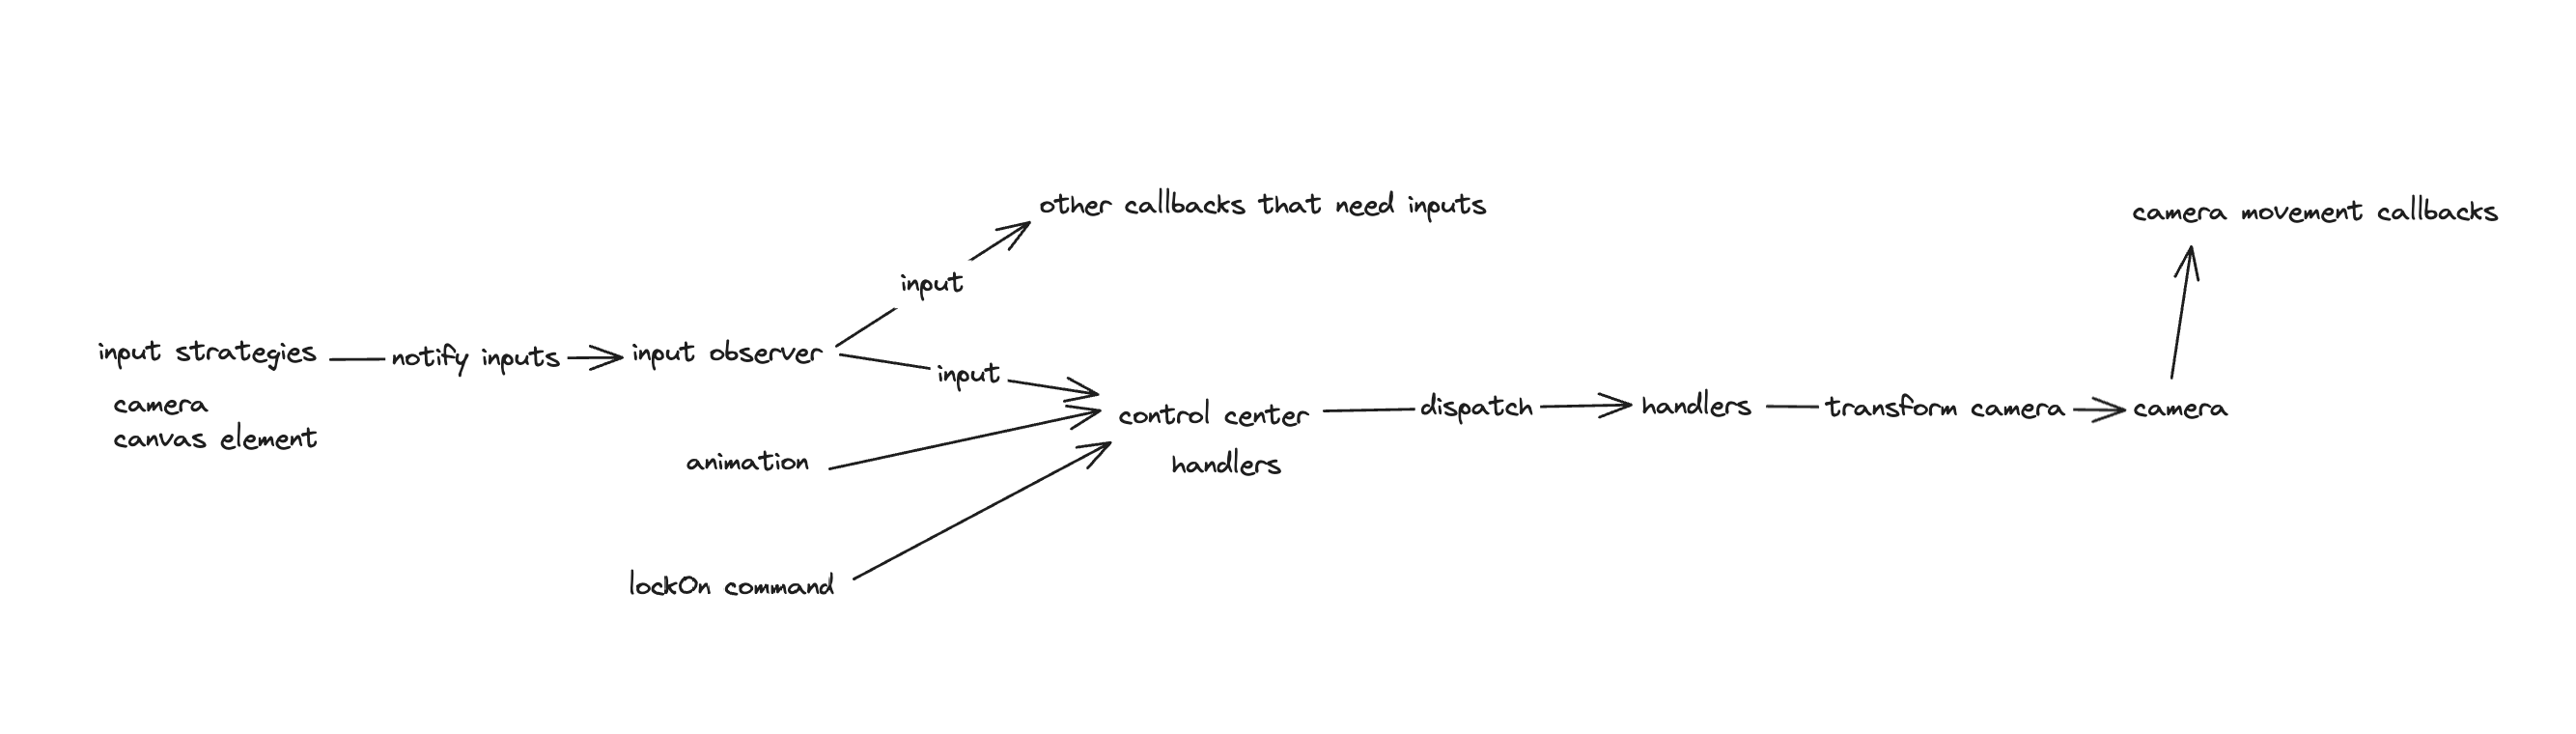 other callbacks that need inputs
camera movement callbacks
input
input strategies
notify inputs
input observer
input
camera
canvas element
control center
dispatch
handlers
transform camera
camera
animation
handlers
lockOn command